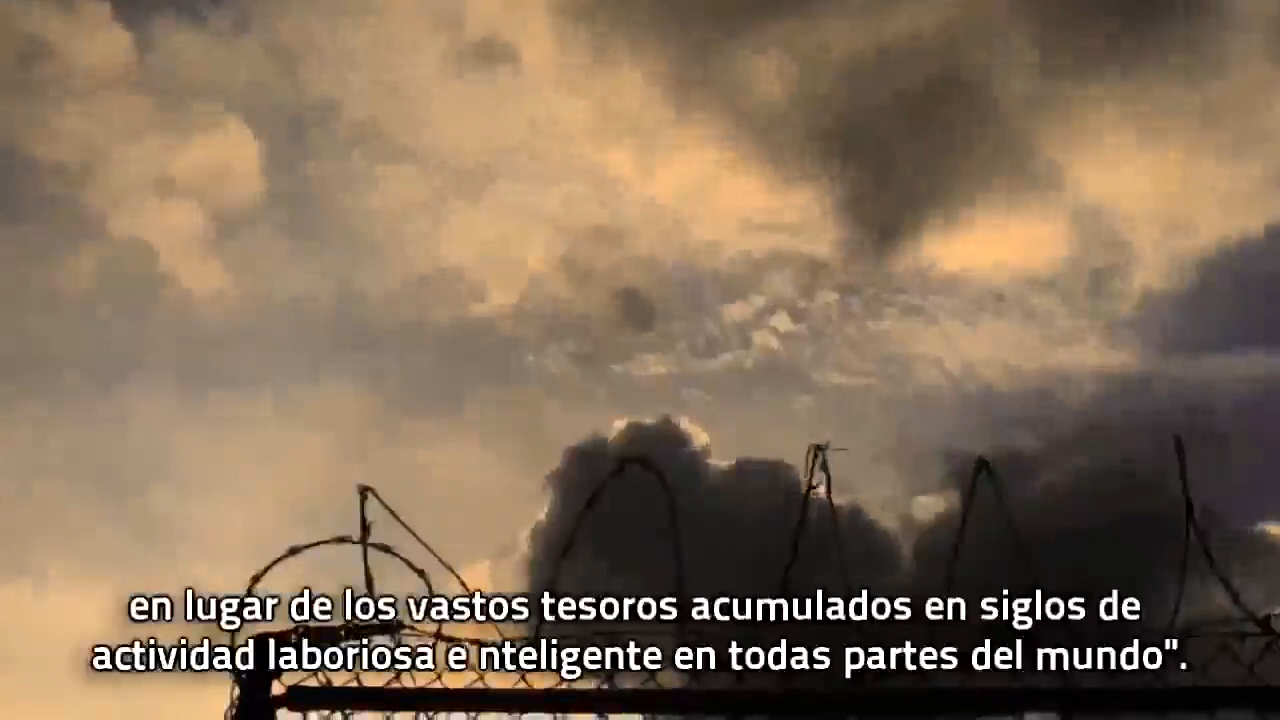 en lugar de los vastos tesoros acumulados en siglos de
actividad laboriosa e nteligente en todas partes del mundo".